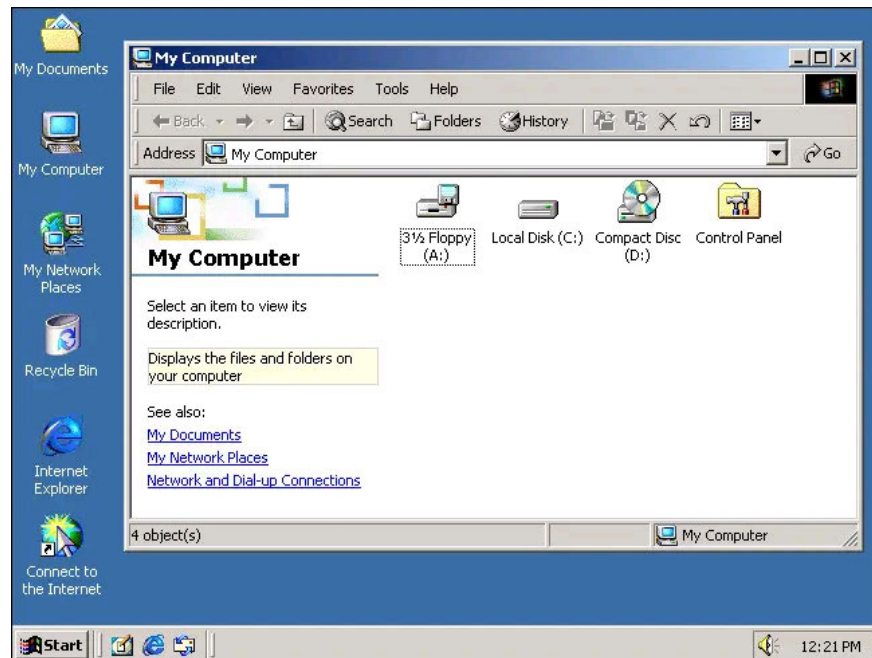 My Documents
My Computer
My Network
Places
Recycle Bin
Internet
Explorer
Connect to
the Internet
My Computer
File Edit View Favorites Tools Help
Back Search Folders History
Address My Computer Go
My Computer
Select an item to view its
description.
Displays the files and folders on
your computer
See also:
My Documents
My Network Places
Network and Dial-up Connections
3½ Floppy
(A:)
Local Disk (C:)
Compact Disc
(D:)
Control Panel
4 object(s) My Computer
Start 12:21 PM